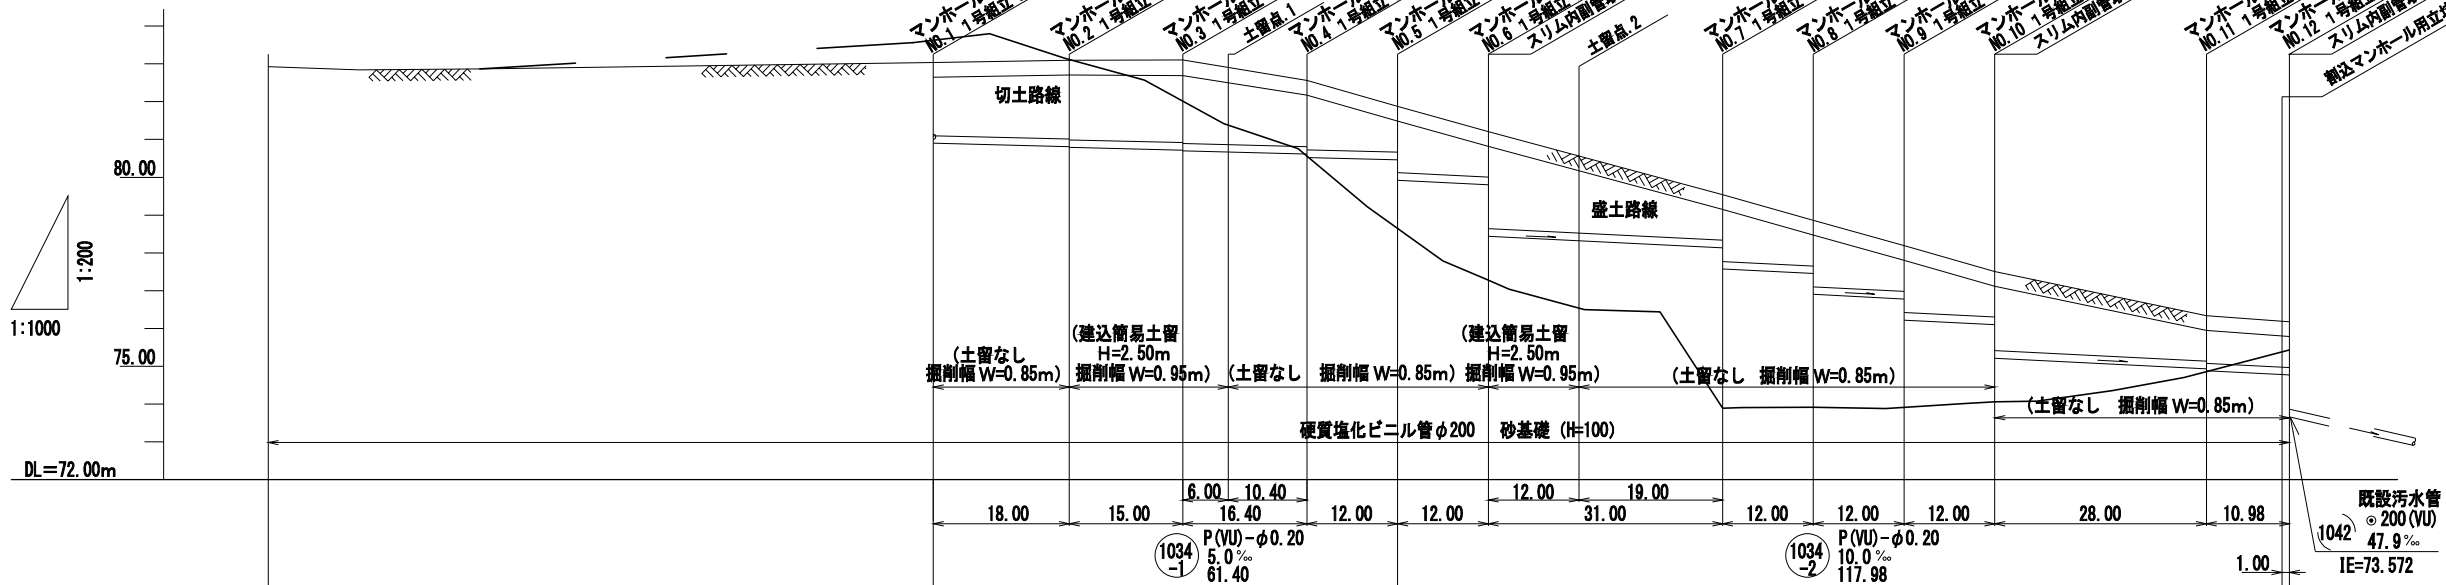 マンホール
NO.1 1号組立
マンホール
NO.2 1号組立
マンホール
NO.3 1号組立
土留点.1
マンホール
NO.4 1号組立
マンホール
NO.5 1号組立
マンホール
NO.6 1号組立
スリム内副管
土留点.2
マンホール
NO.7 1号組立
マンホール
NO.8 1号組立
マンホール
NO.9 1号組立
マンホール
NO.10 1号組立
スリム内副管
マンホール
NO.11 1号組立
マンホール
NO.12 1号組立
スリム内副管
割込マンホール用立
切土路線
80.00
盛土路線
1:200
1:1000
75.00
(土留なし
掘削幅 W=0.85m)
(建込簡易土留
H=2.50m
掘削幅 W=0.95m)
(土留なし 掘削幅 W=0.85m)
(建込簡易土留
H=2.50m
掘削幅 W=0.95m)
(土留なし 掘削幅 W=0.85m)
(土留なし 掘削幅 W=0.85m)
硬質塩化ビニル管φ200 砂基礎 (H=100)
DL=72.00m
6.00 10.40 12.00 19.00
18.00 15.00 16.40 12.00 12.00 31.00 12.00 12.00 12.00 28.00 10.98
1034
-1
P(VU)-φ0.20
5.0‰
61.40
1034
-2
P(VU)-φ0.20
10.0‰
117.98
1.00
既設汚水管
1042
◎200(VU)
47.9‰
IE=73.572